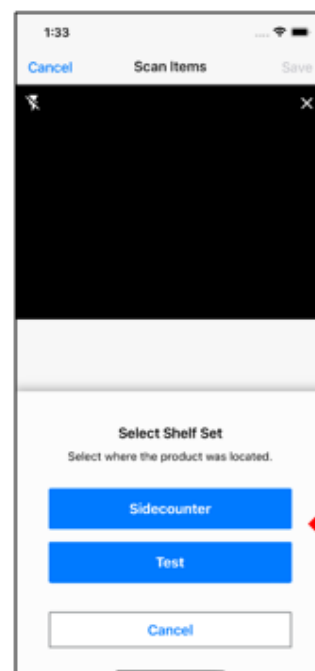 1:33
Cancel Scan Items Save
Select Shelf Set
Select where the product was located.
Sidecounter
Test
Cancel